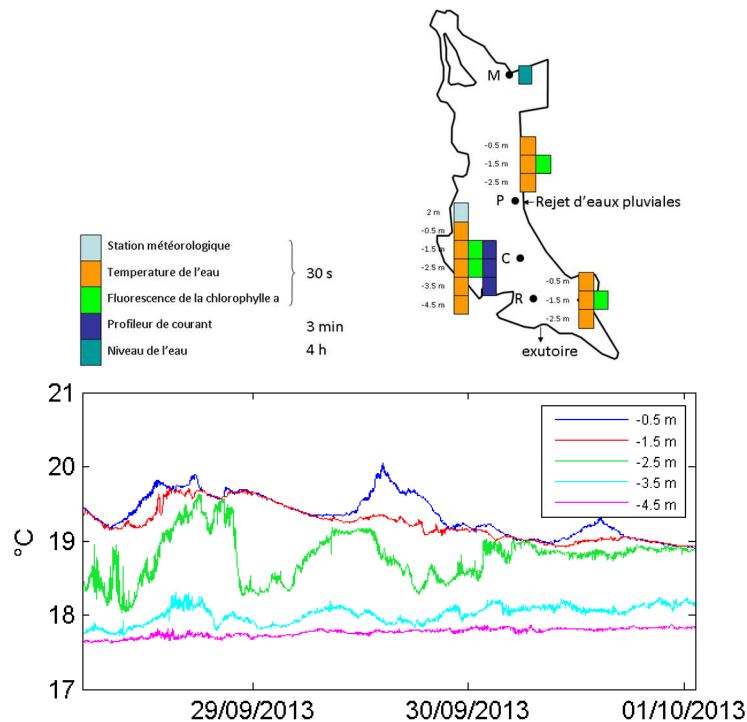 M
-0.5 m
-1.5 m
-2.5 m
P
Rejet d'eaux pluviales
2 m
-0.5 m
-1.5 m
-2.5 m
-3.5 m
-4.5 m
C
R
-0.5 m
-1.5 m
-2.5 m
exutoire
Station météorologique
Temperature de l'eau
Fluorescence de la chlorophylle a
30 s
Profileur de courant
3 min
Niveau de l'eau
4 h
21
20
19
18
17
°C
-0.5 m
-1.5 m
-2.5 m
-3.5 m
-4.5 m
29/09/2013
30/09/2013
01/10/2013